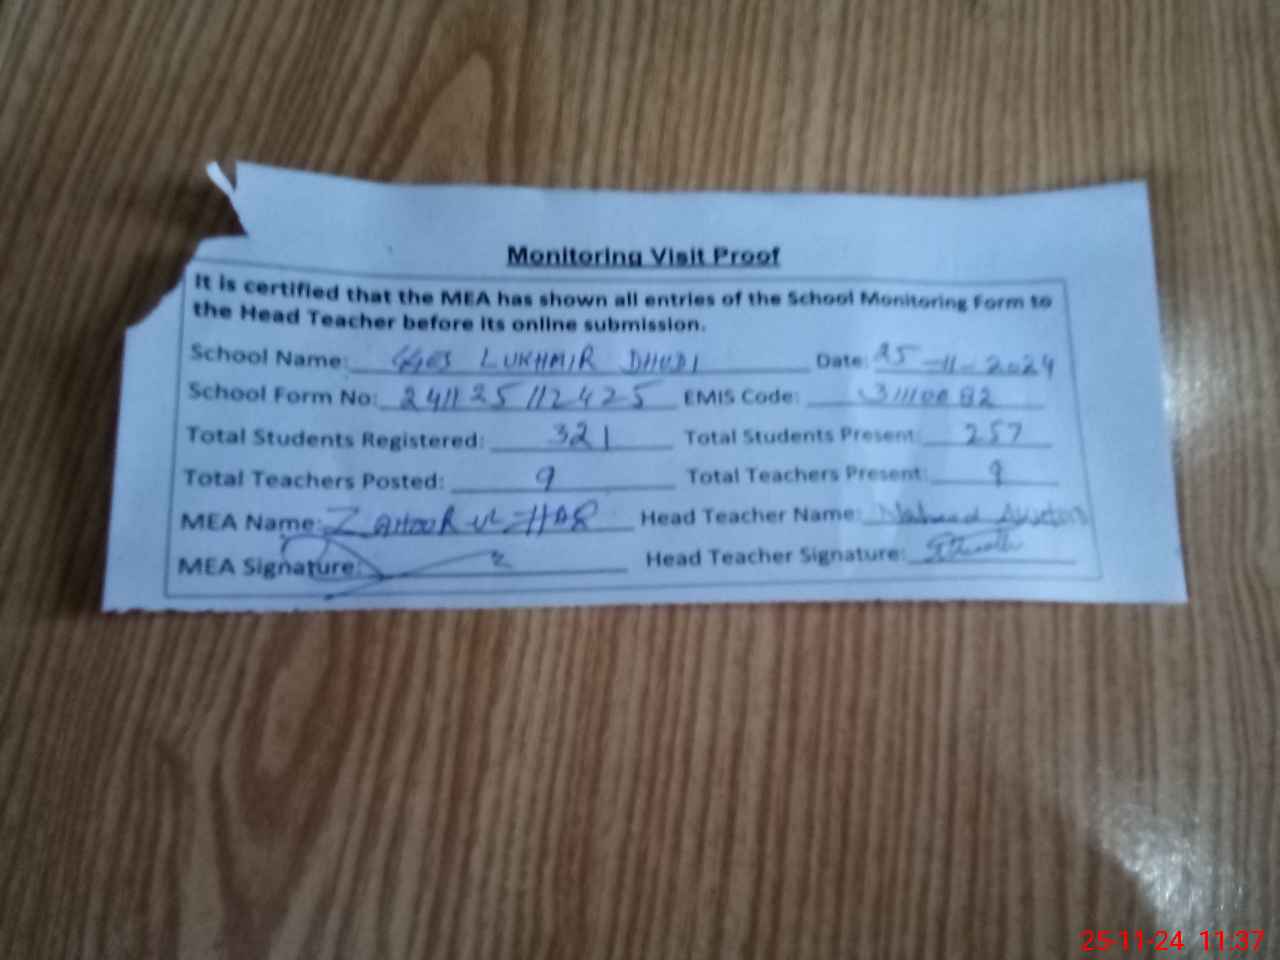 Monitoring Visit Proof
It is certified that the MEA has shown all entries of the School Monitoring Form to
the Head Teacher before its online submission.
School Name: GGES LUKHMIR DHUDI Date: 25-11-2024
School Form No: 241125112425 EMIS Code: 31110082
Total Students Registered: 321 Total Students Present: 257
Total Teachers Posted: 9 Total Teachers Present: 9
MEA Name: ZAHOOR UL HAQ Head Teacher Name: Naheed
MEA Signature: Head Teacher Signature:
25-11-24 11:37